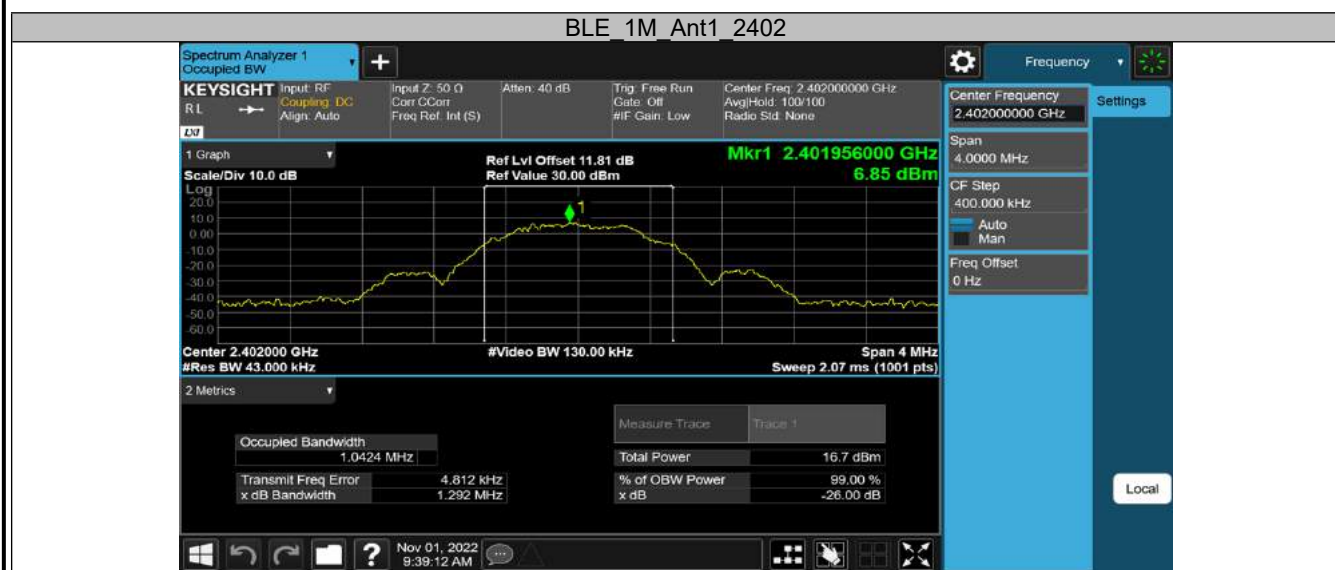 BLE_1M_Ant1_2402
Spectrum Analyzer 1
Occupied BW
+
Frequency
KEYSIGHT
RL
LXI
Input: RF
Coupling: DC
Align: Auto
Input Z: 50 Ω
Corr CCorr
Freq Ref: Int (S)
Atten: 40 dB
Trig: Free Run
Gate: Off
#IF Gain: Low
Center Freq: 2.402000000 GHz
Avg|Hold: 100/100
Radio Std: None
Center Frequency
2.402000000 GHz
Settings
Span
4.0000 MHz
CF Step
400.000 kHz
Auto
Man
Freq Offset
0 Hz
1 Graph
Scale/Div 10.0 dB
Ref Lvl Offset 11.81 dB
Ref Value 30.00 dBm
Mkr1 2.401956000 GHz
6.85 dBm
Log
20.0
10.0
0.00
-10.0
-20.0
-30.0
-40.0
-50.0
-60.0
1
Center 2.402000 GHz
#Res BW 43.000 kHz
#Video BW 130.00 kHz
Span 4 MHz
Sweep 2.07 ms (1001 pts)
2 Metrics
Measure Trace Trace 1
Occupied Bandwidth
1.0424 MHz
Total Power 16.7 dBm
Transmit Freq Error 4.812 kHz
% of OBW Power 99.00 %
x dB Bandwidth 1.292 MHz
x dB -26.00 dB
Local
?
Nov 01, 2022
9:39:12 AM